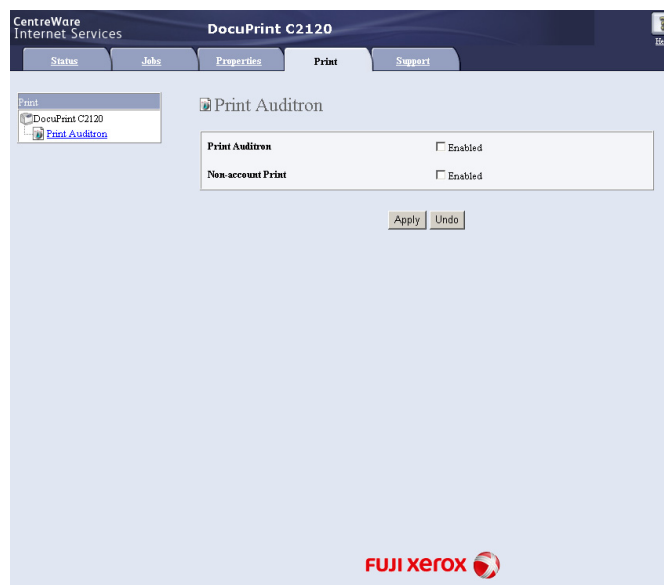 CentreWare
Internet Services
DocuPrint C2120
Status
Jobs
Properties
Print
Support
Print
DocuPrint C2120
Print Auditron
Print Auditron
Print Auditron
Enabled
Non-account Print
Enabled
Apply
Undo
FUJI xerox